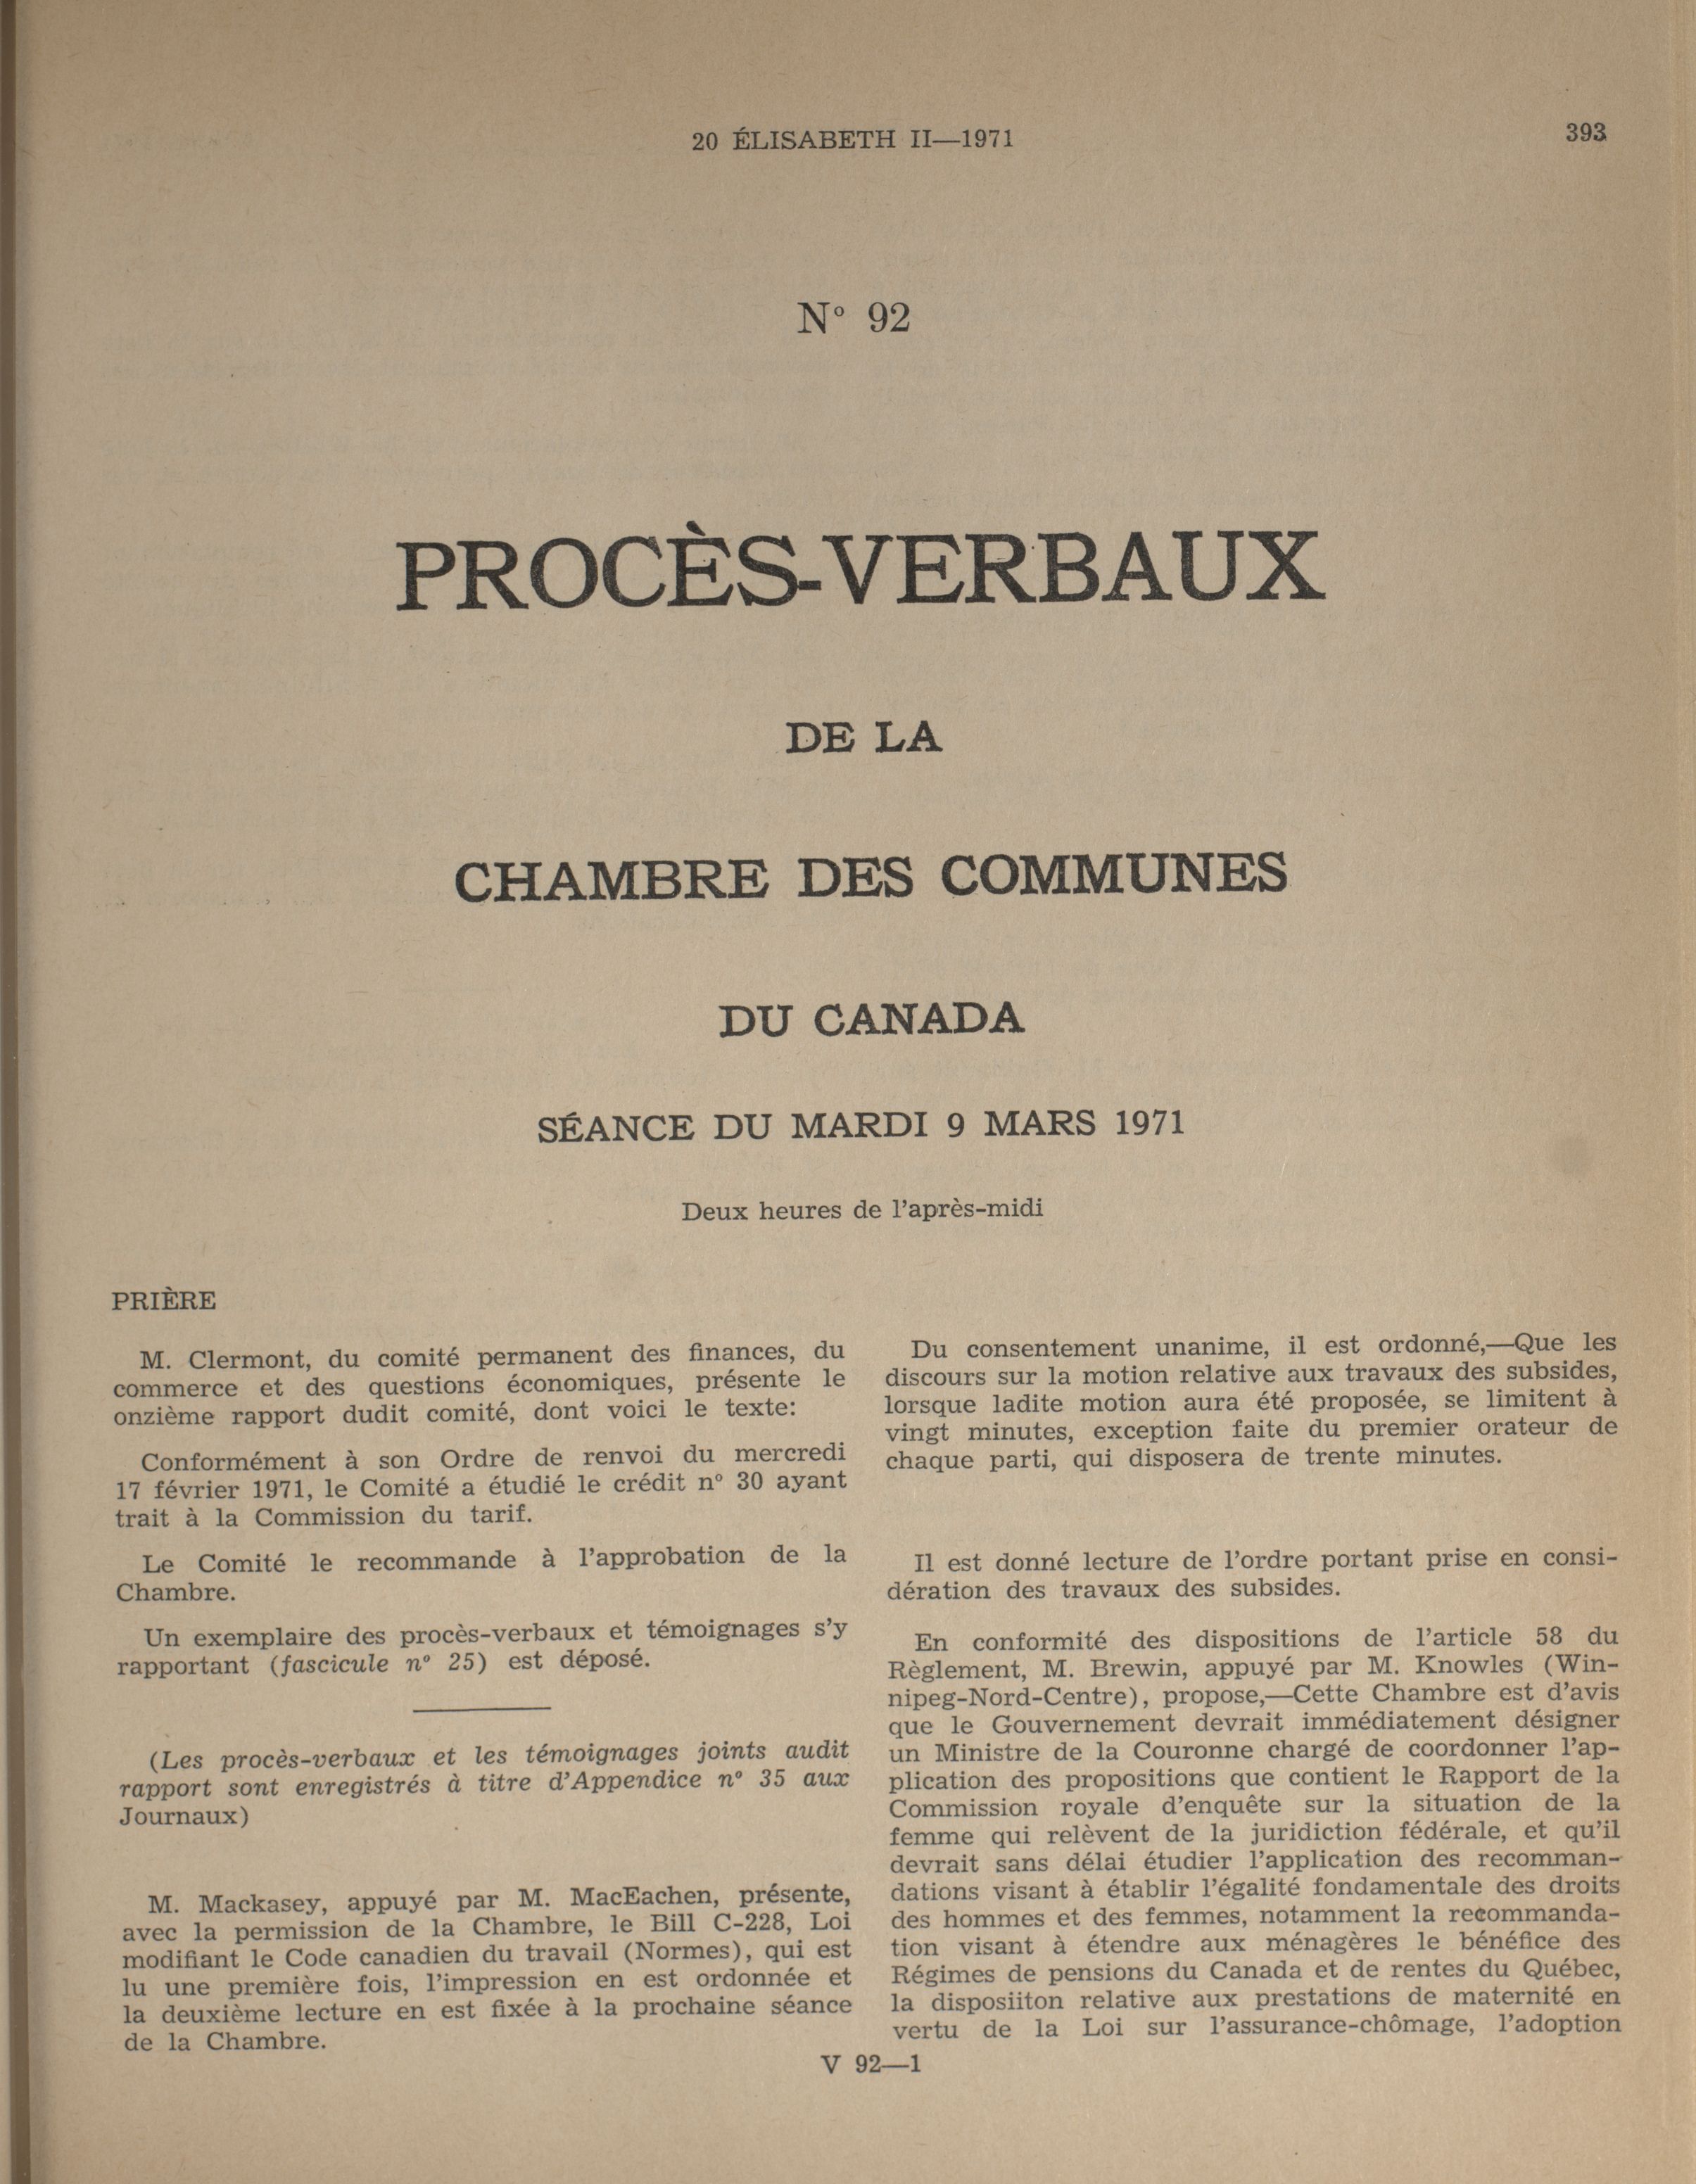 20 ÉLISABETH II—1971
393
Nº 92
PROCÈS-VERBAUX
DE LA
CHAMBRE DES COMMUNES
DU CANADA
SÉANCE DU MARDI 9 MARS 1971
Deux heures de l'après-midi
PRIÈRE
M. Clermont, du comité permanent des finances, du
commerce et des questions économiques, présente le
onzième rapport dudit comité, dont voici le texte:
Conformément à son Ordre de renvoi du mercredi
17 février 1971, le Comité a étudié le crédit nº 30 ayant
trait à la Commission du tarif.
Le Comité le recommande à l'approbation de la
Chambre.
Un exemplaire des procès-verbaux et témoignages s'y
rapportant (fascicule nº 25) est déposé.
(Les procès-verbaux et les témoignages joints audit
rapport sont enregistrés à titre d'Appendice nº 35 aux
Journaux)
M. Mackasey, appuyé par M. MacEachen, présente,
avec la permission de la Chambre, le Bill C-228, Loi
modifiant le Code canadien du travail (Normes), qui est
lu une première fois, l'impression en est ordonnée et
la deuxième lecture en est fixée à la prochaine séance
de la Chambre.
Du consentement unanime, il est ordonné,—Que les
discours sur la motion relative aux travaux des subsides,
lorsque ladite motion aura été proposée, se limitent à
vingt minutes, exception faite du premier orateur de
chaque parti, qui disposera de trente minutes.
Il est donné lecture de l'ordre portant prise en consi-
dération des travaux des subsides.
En conformité des dispositions de l'article 58 du
Règlement, M. Brewin, appuyé par M. Knowles (Win-
nipeg-Nord-Centre), propose,—Cette Chambre est d'avis
que le Gouvernement devrait immédiatement désigner
un Ministre de la Couronne chargé de coordonner l'ap-
plication des propositions que contient le Rapport de la
Commission royale d'enquête sur la situation de la
femme qui relèvent de la juridiction fédérale, et qu'il
devrait sans délai étudier l'application des recomman-
dations visant à établir l'égalité fondamentale des droits
des hommes et des femmes, notamment la recommanda-
tion visant à étendre aux ménagères le bénéfice des
Régimes de pensions du Canada et de rentes du Québec,
la disposiiton relative aux prestations de maternité en
vertu de la Loi sur l'assurance-chômage, l'adoption
V 92—1